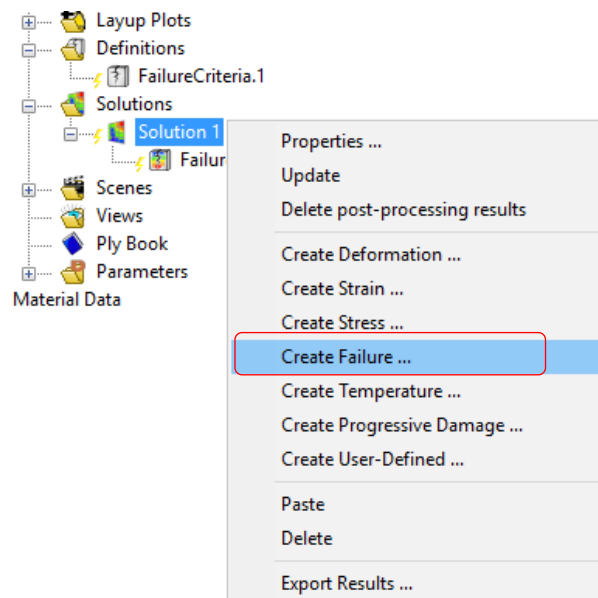 Layup Plots
Definitions
FailureCriteria.1
Solutions
Solution 1
Failur
Scenes
Views
Ply Book
Parameters
Material Data
Properties ...
Update
Delete post-processing results
Create Deformation ...
Create Strain ...
Create Stress ...
Create Failure ...
Create Temperature ...
Create Progressive Damage ...
Create User-Defined ...
Paste
Delete
Export Results ...